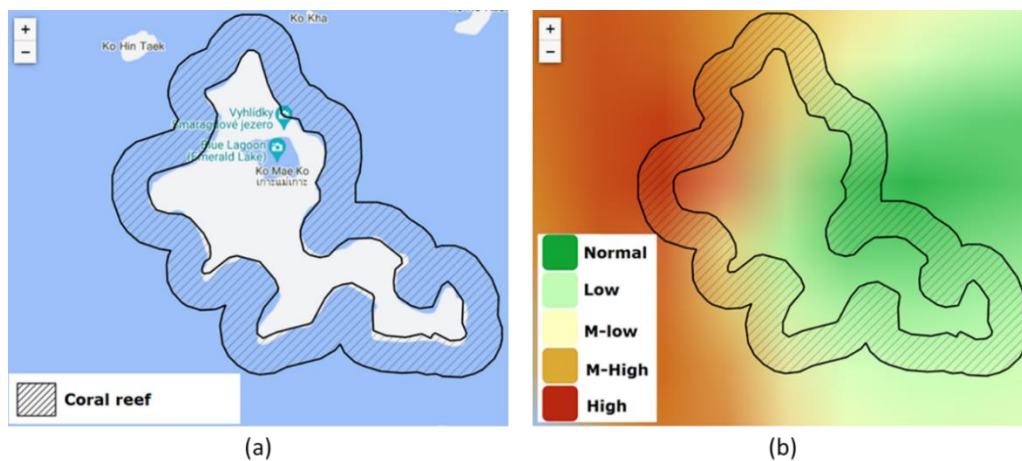 +
−
Ko Kha
Ko Hin Taek
Vyhlídky
Smaragdové jezero
Blue Lagoon
(Emerald Lake)
Ko Mae Ko
เกาะแม่เกาะ
Coral reef
(a)
+
−
Normal
Low
M-low
M-High
High
(b)